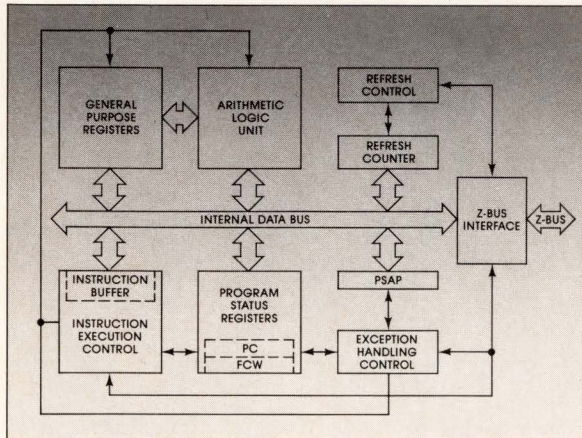 GENERAL
PURPOSE
REGISTERS
ARITHMETIC
LOGIC
UNIT
REFRESH
CONTROL
REFRESH
COUNTER
INTERNAL DATA BUS
Z-BUS
INTERFACE
Z-BUS
INSTRUCTION
BUFFER
INSTRUCTION
EXECUTION
CONTROL
PROGRAM
STATUS
REGISTERS
PC
FCW
PSAP
EXCEPTION
HANDLING
CONTROL